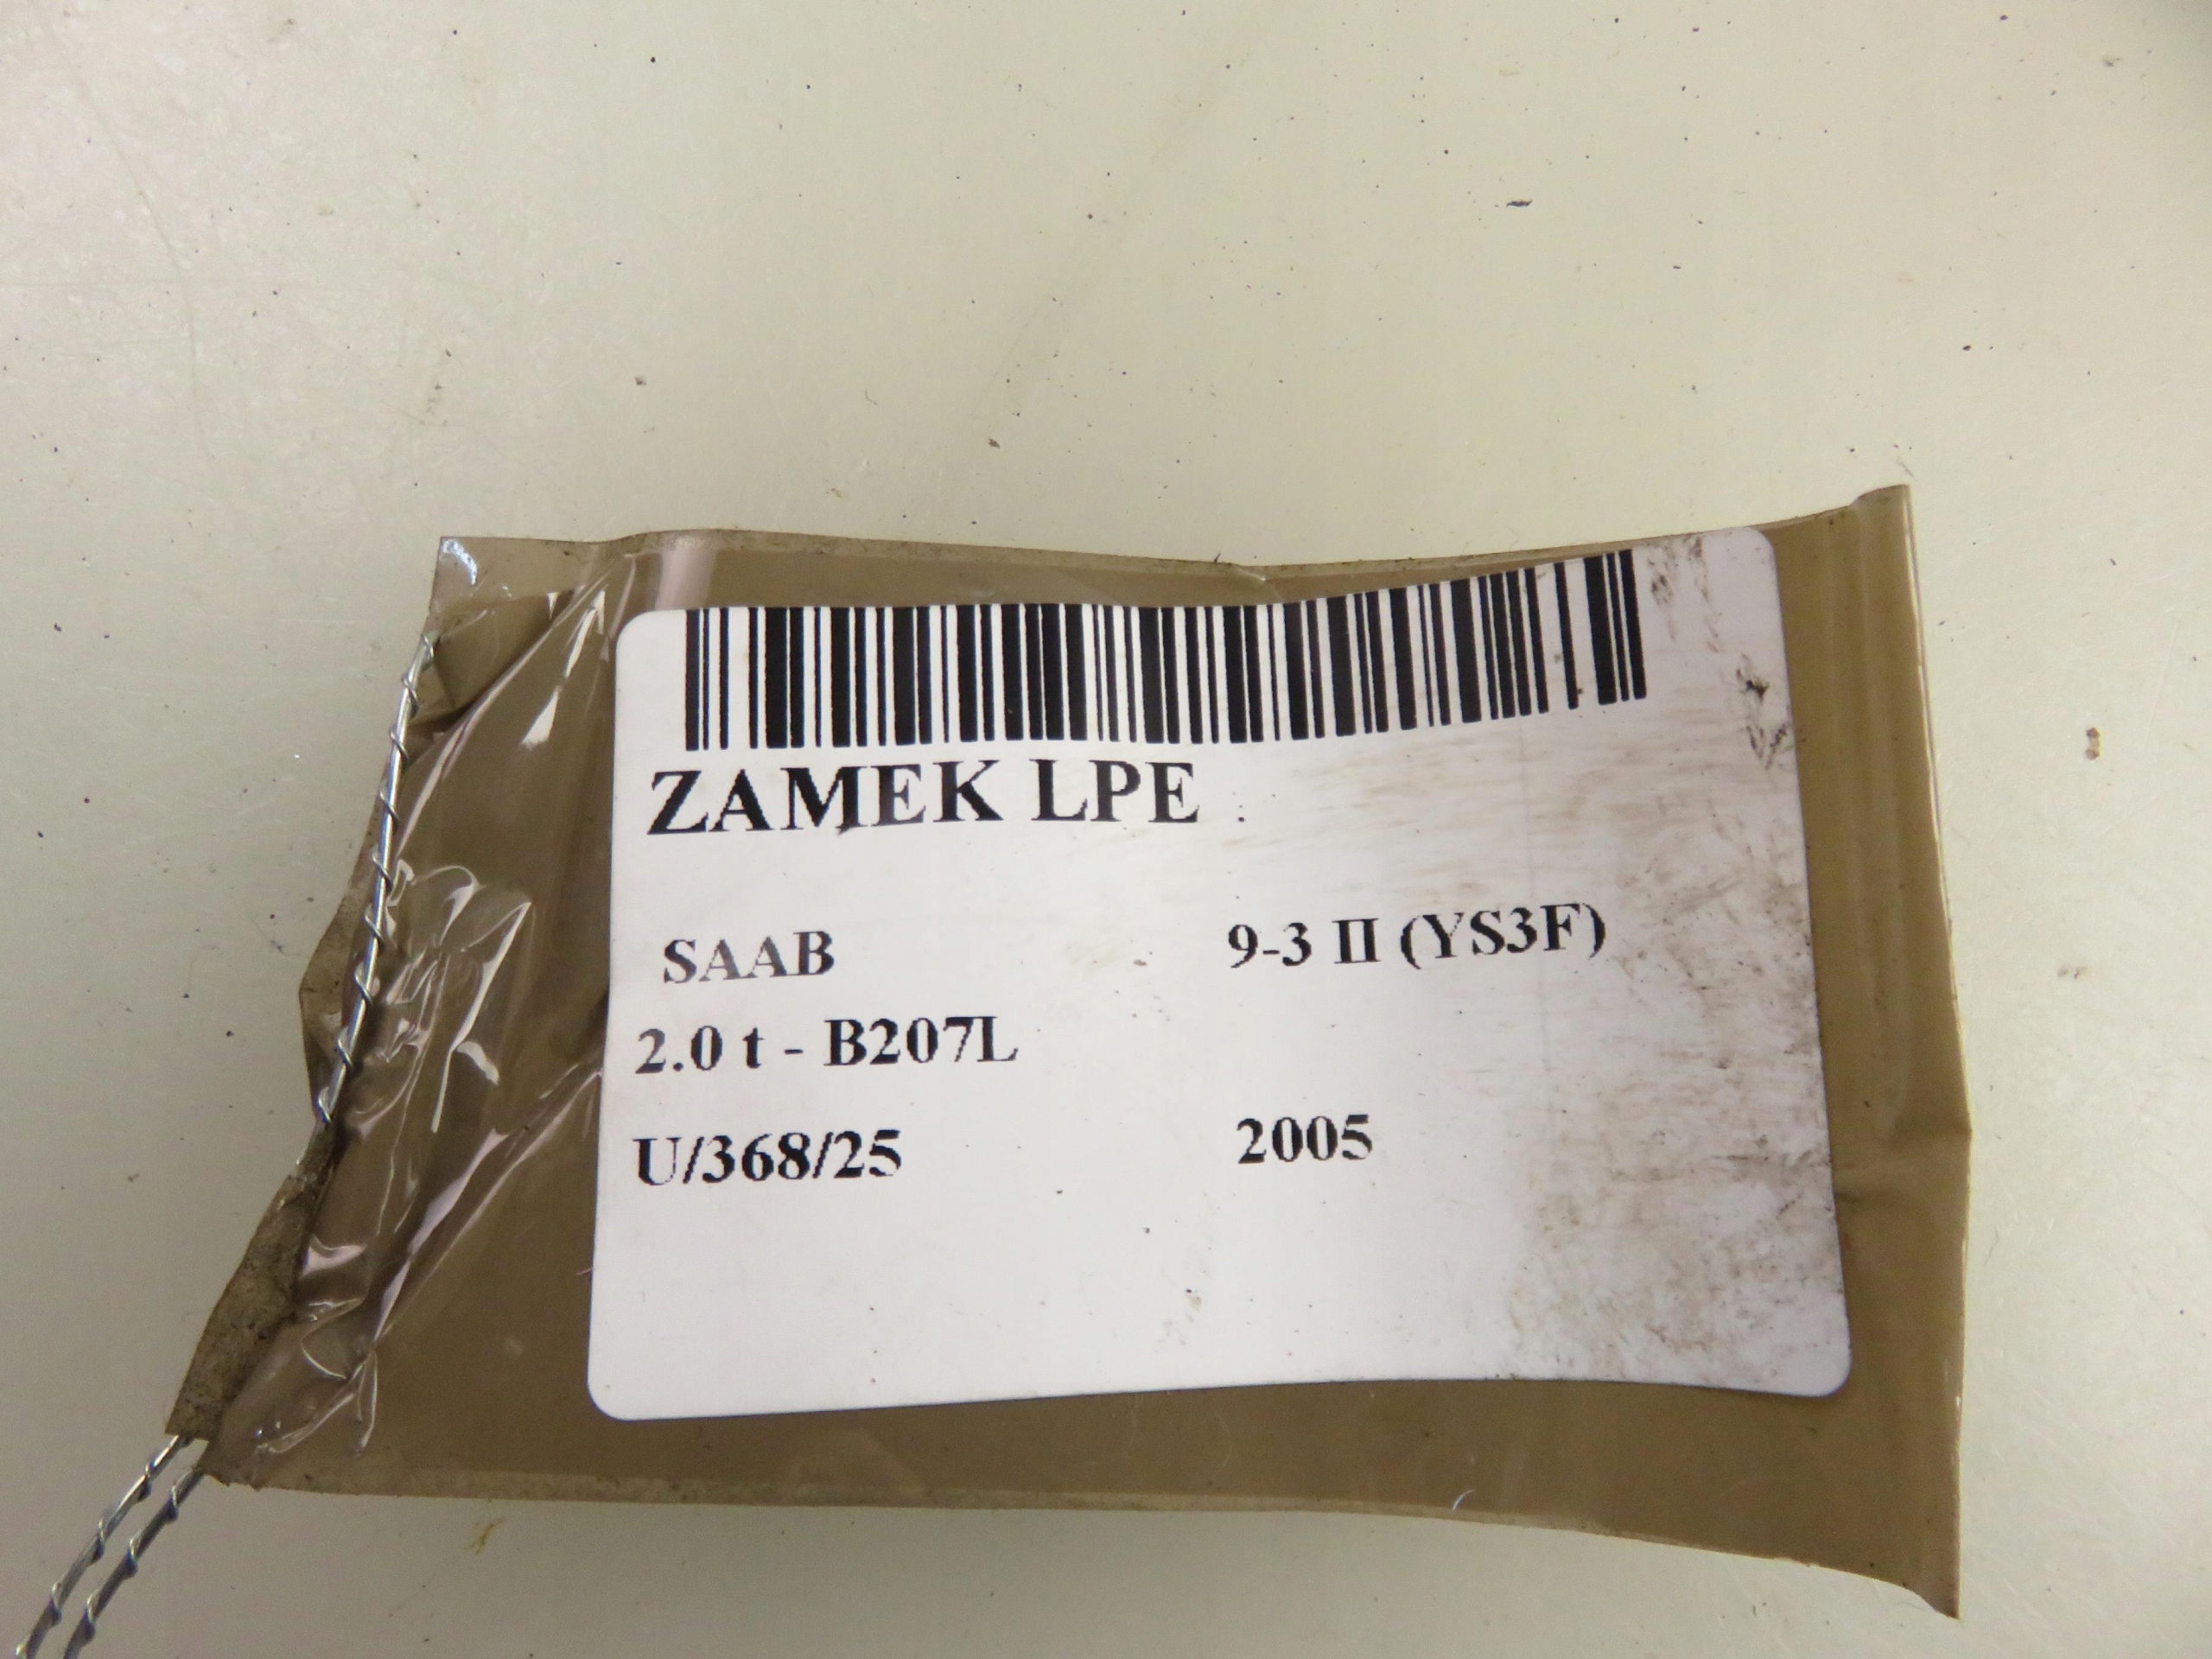 ZAMEK LPE
SAAB 9-3 II (YS3F)
2.0 t - B207L
U/368/25 2005